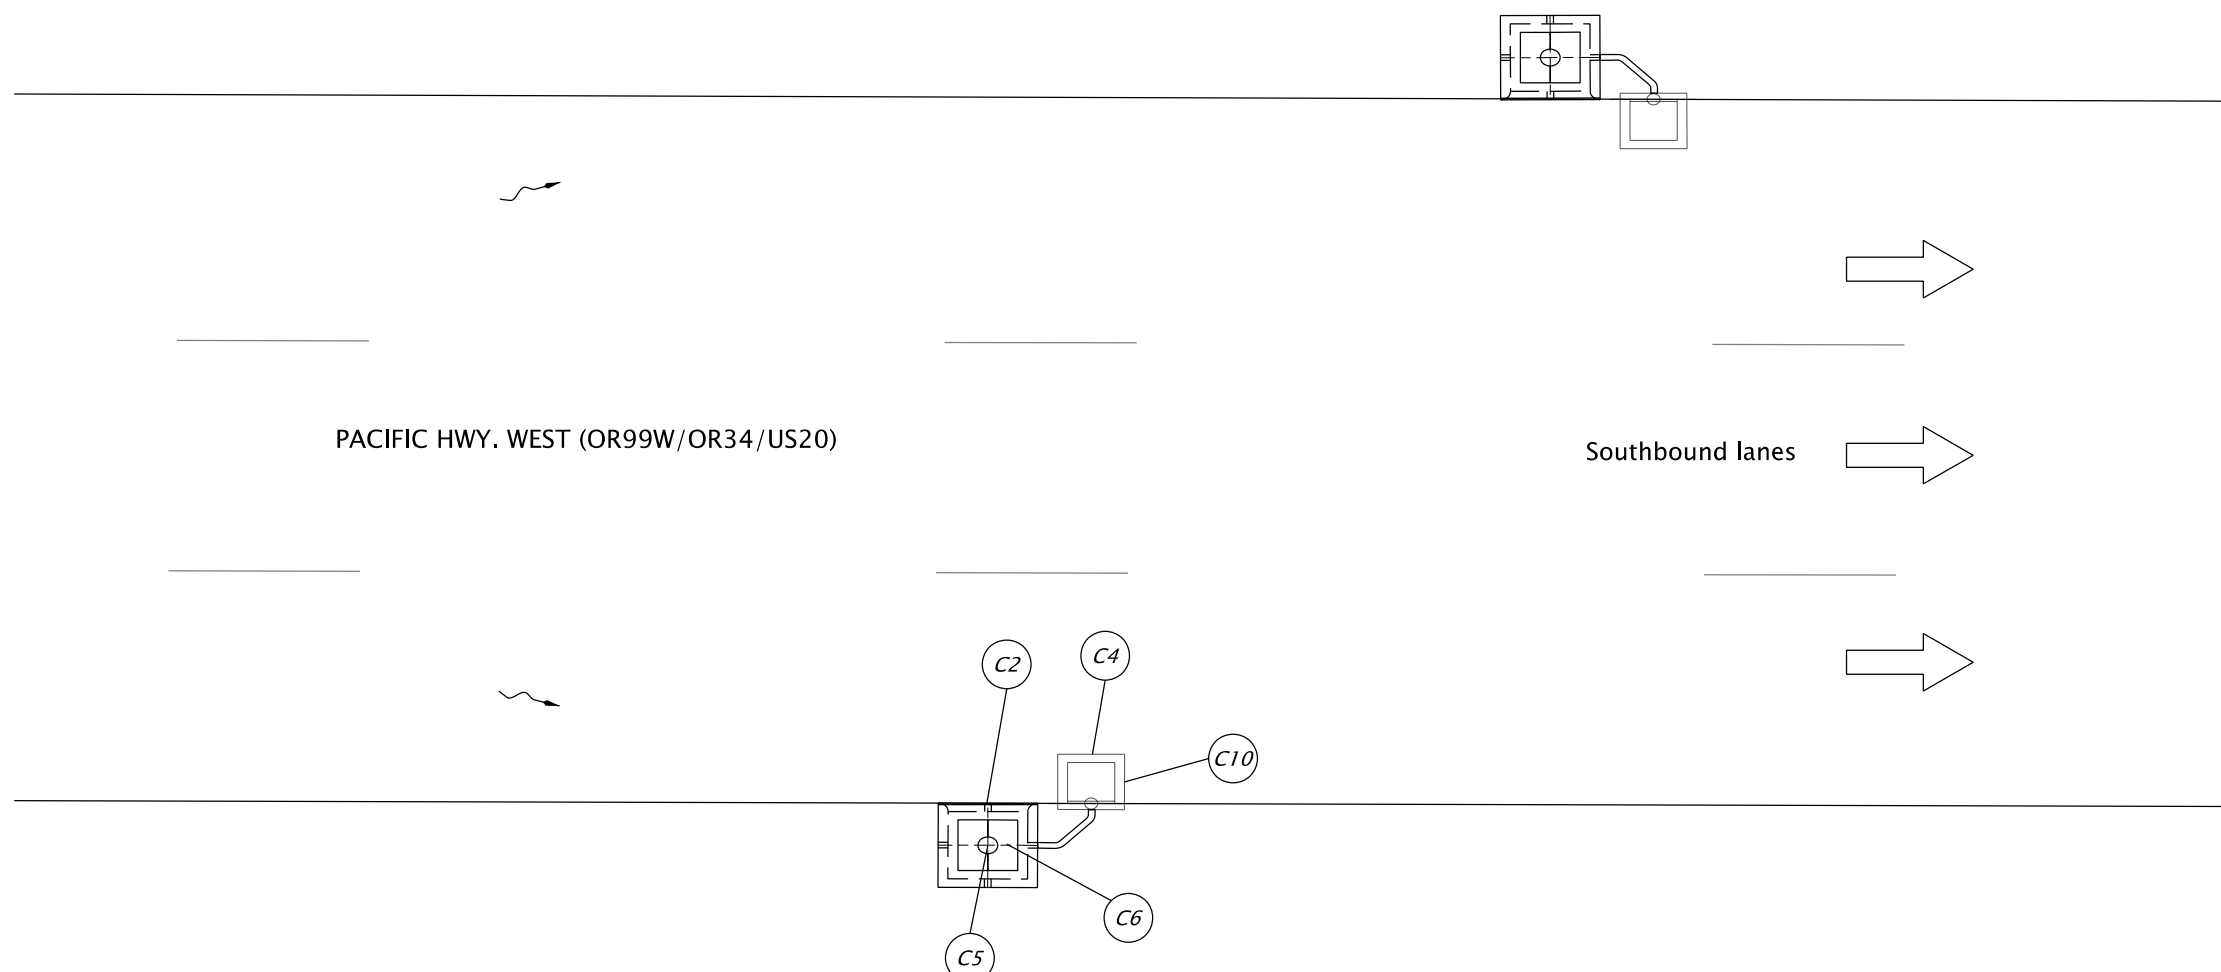 PACIFIC HWY. WEST (OR99W/OR34/US20)
Southbound lanes
C2
C4
C10
C6
C5